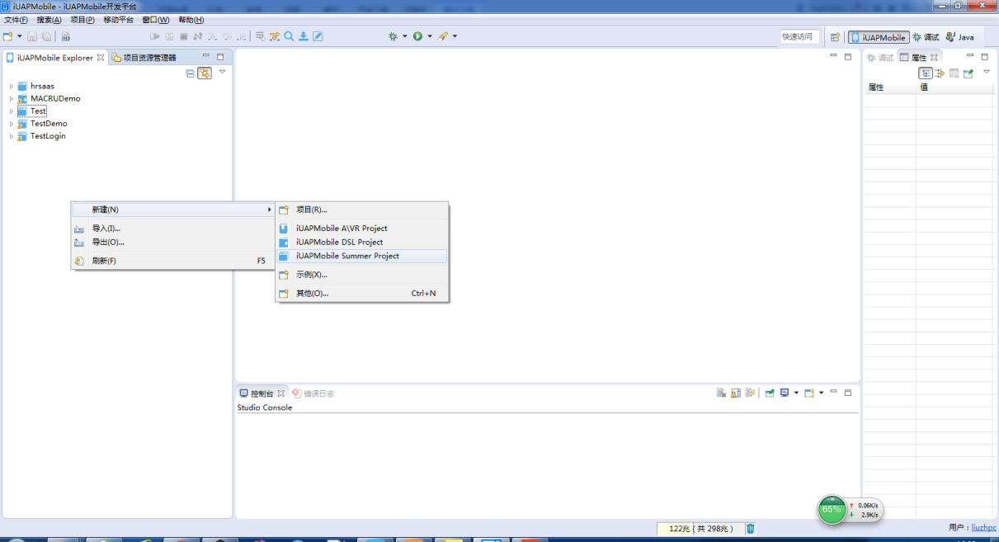 iUAPMobile - iUAPMobile开发平台
文件(F) 搜素(A) 项目(P) 移动平台 窗口(W) 帮助(H)
快速访问 iUAPMobile 调试 Java
iUAPMobile Explorer 项目资源管理器
调试 属性
属性 值
hrsaas
MACRUDemo
Test
TestDemo
TestLogin
新建(N)
导入(I)...
导出(O)...
刷新(F) F5
项目(R)...
iUAPMobile A\VR Project
iUAPMobile DSL Project
iUAPMobile Summer Project
示例(X)...
其他(O)... Ctrl+N
控制台 错误日志
Studio Console
65%
0.06K/s
2.9K/s
122兆 ( 共 298兆 )
用户：liuzhpc